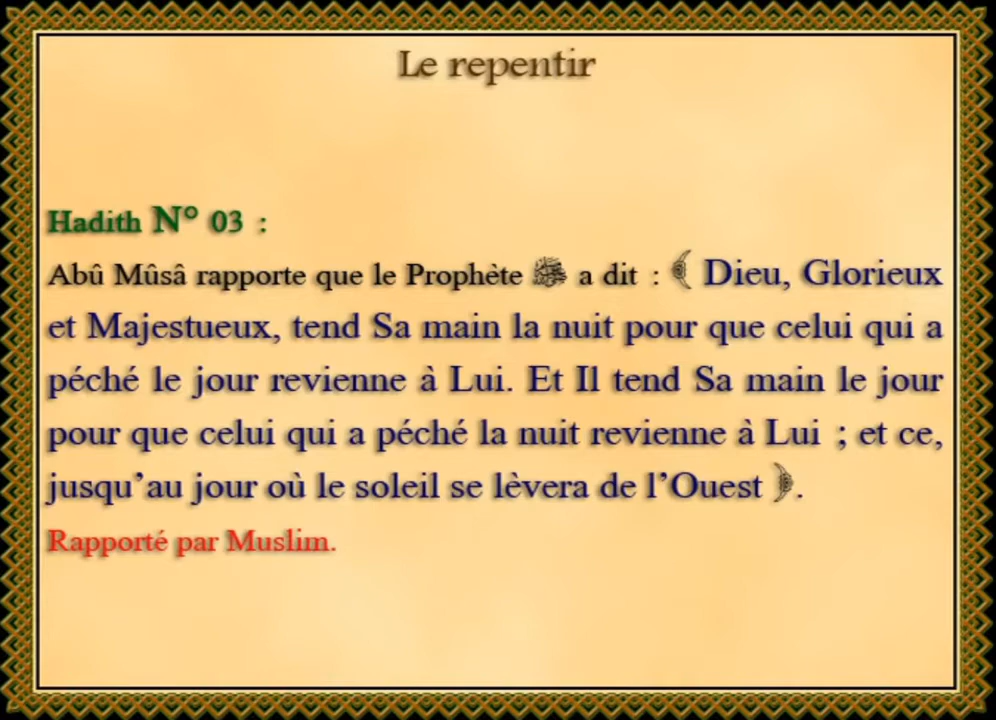 Le repentir
Hadith N° 03 :
Abû Mûsâ rapporte que le Prophète ﷺ a dit : ﴾ Dieu, Glorieux
et Majestueux, tend Sa main la nuit pour que celui qui a
péché le jour revienne à Lui. Et Il tend Sa main le jour
pour que celui qui a péché la nuit revienne à Lui ; et ce,
jusqu’au jour où le soleil se lèvera de l’Ouest ﴿.
Rapporté par Muslim.